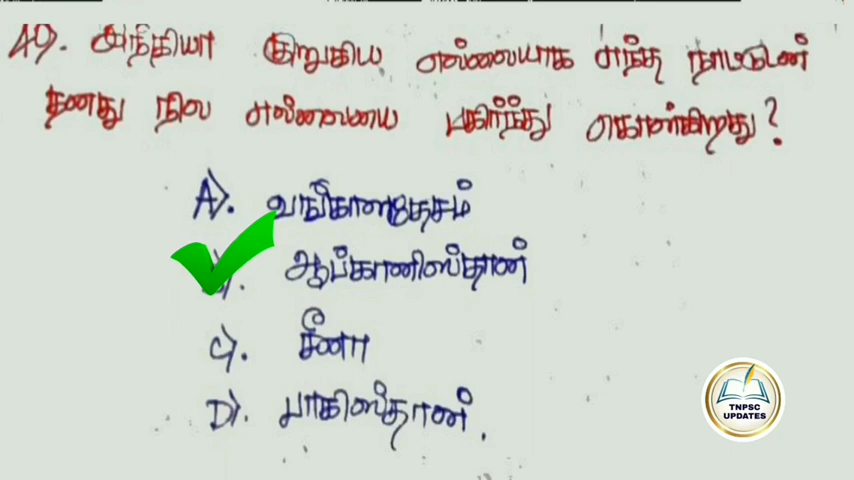 49. இந்தியா குறுகிய எல்லையாக எந்த நாட்டுடன்
தனது நில எல்லையை பகிர்ந்து கொள்கிறது?
A). வங்காளதேசம்
). ஆப்கானிஸ்தான்
C). சீனா
D). பாகிஸ்தான்.
TNPSC
UPDATES